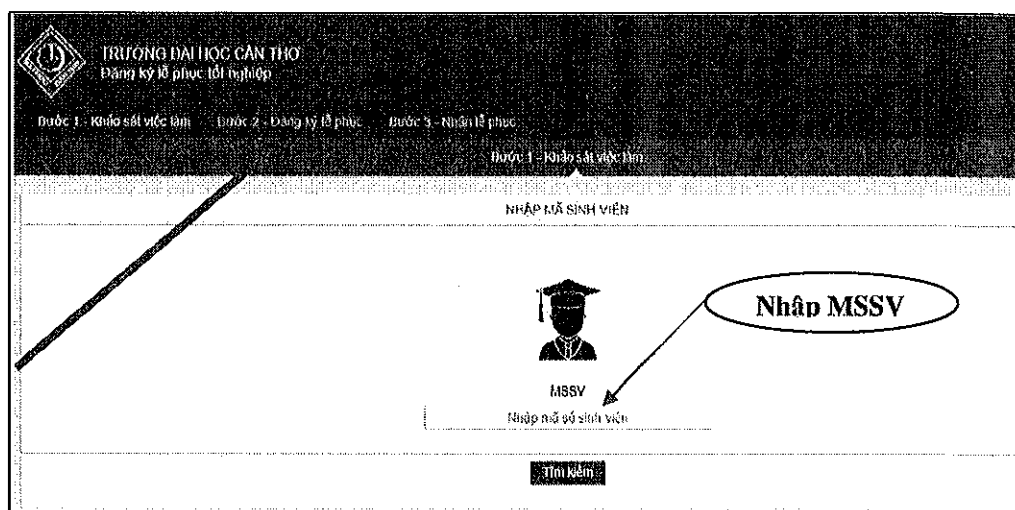 TRƯỜNG ĐẠI HỌC CẦN THƠ
Đăng ký lễ phục tốt nghiệp
Bước 1 - Khảo sát việc làm Bước 2 - Đăng ký lễ phục Bước 3 - Nhận lễ phục
Bước 1 - Khảo sát việc làm
NHẬP MÃ SINH VIÊN
Nhập MSSV
MSSV
Nhập mã số sinh viên
Tìm kiếm